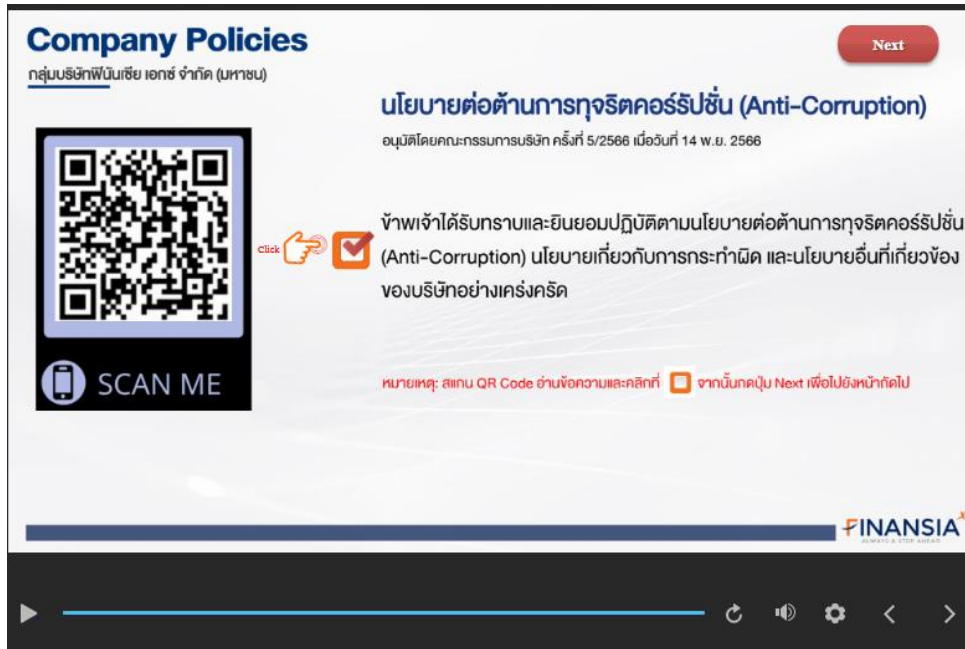 Company Policies
Next
กลุ่มบริษัทฟินันเซีย เอกซ์ จำกัด (มหาชน)
นโยบายต่อต้านการทุจริตคอร์รัปชั่น (Anti-Corruption)
อนุมัติโดยคณะกรรมการบริษัท ครั้งที่ 5/2566 เมื่อวันที่ 14 พ.ย. 2566
ข้าพเจ้าได้รับทราบและยินยอมปฏิบัติตามนโยบายต่อต้านการทุจริตคอร์รัปชั่น
Click
(Anti-Corruption) นโยบายเกี่ยวกับการกระทำผิด และนโยบายอื่นที่เกี่ยวข้อง
ของบริษัทอย่างเคร่งครัด
SCAN ME
หมายเหตุ: สแกน QR Code อ่านข้อความและคลิกที่ จากนั้นกดปุ่ม Next เพื่อไปยังหน้าถัดไป
FINANSIA X
ALWAYS A STEP AHEAD